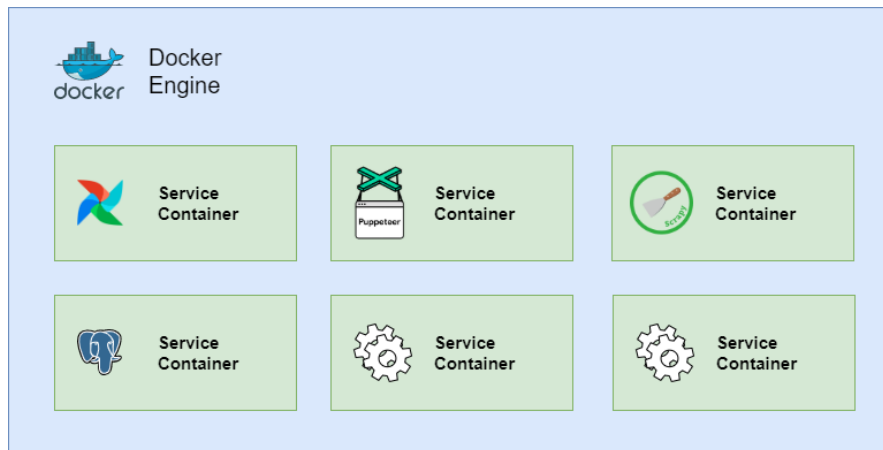 docker
Docker
Engine
Service
Container
Puppeteer
Service
Container
Scrapy
Service
Container
Service
Container
Service
Container
Service
Container